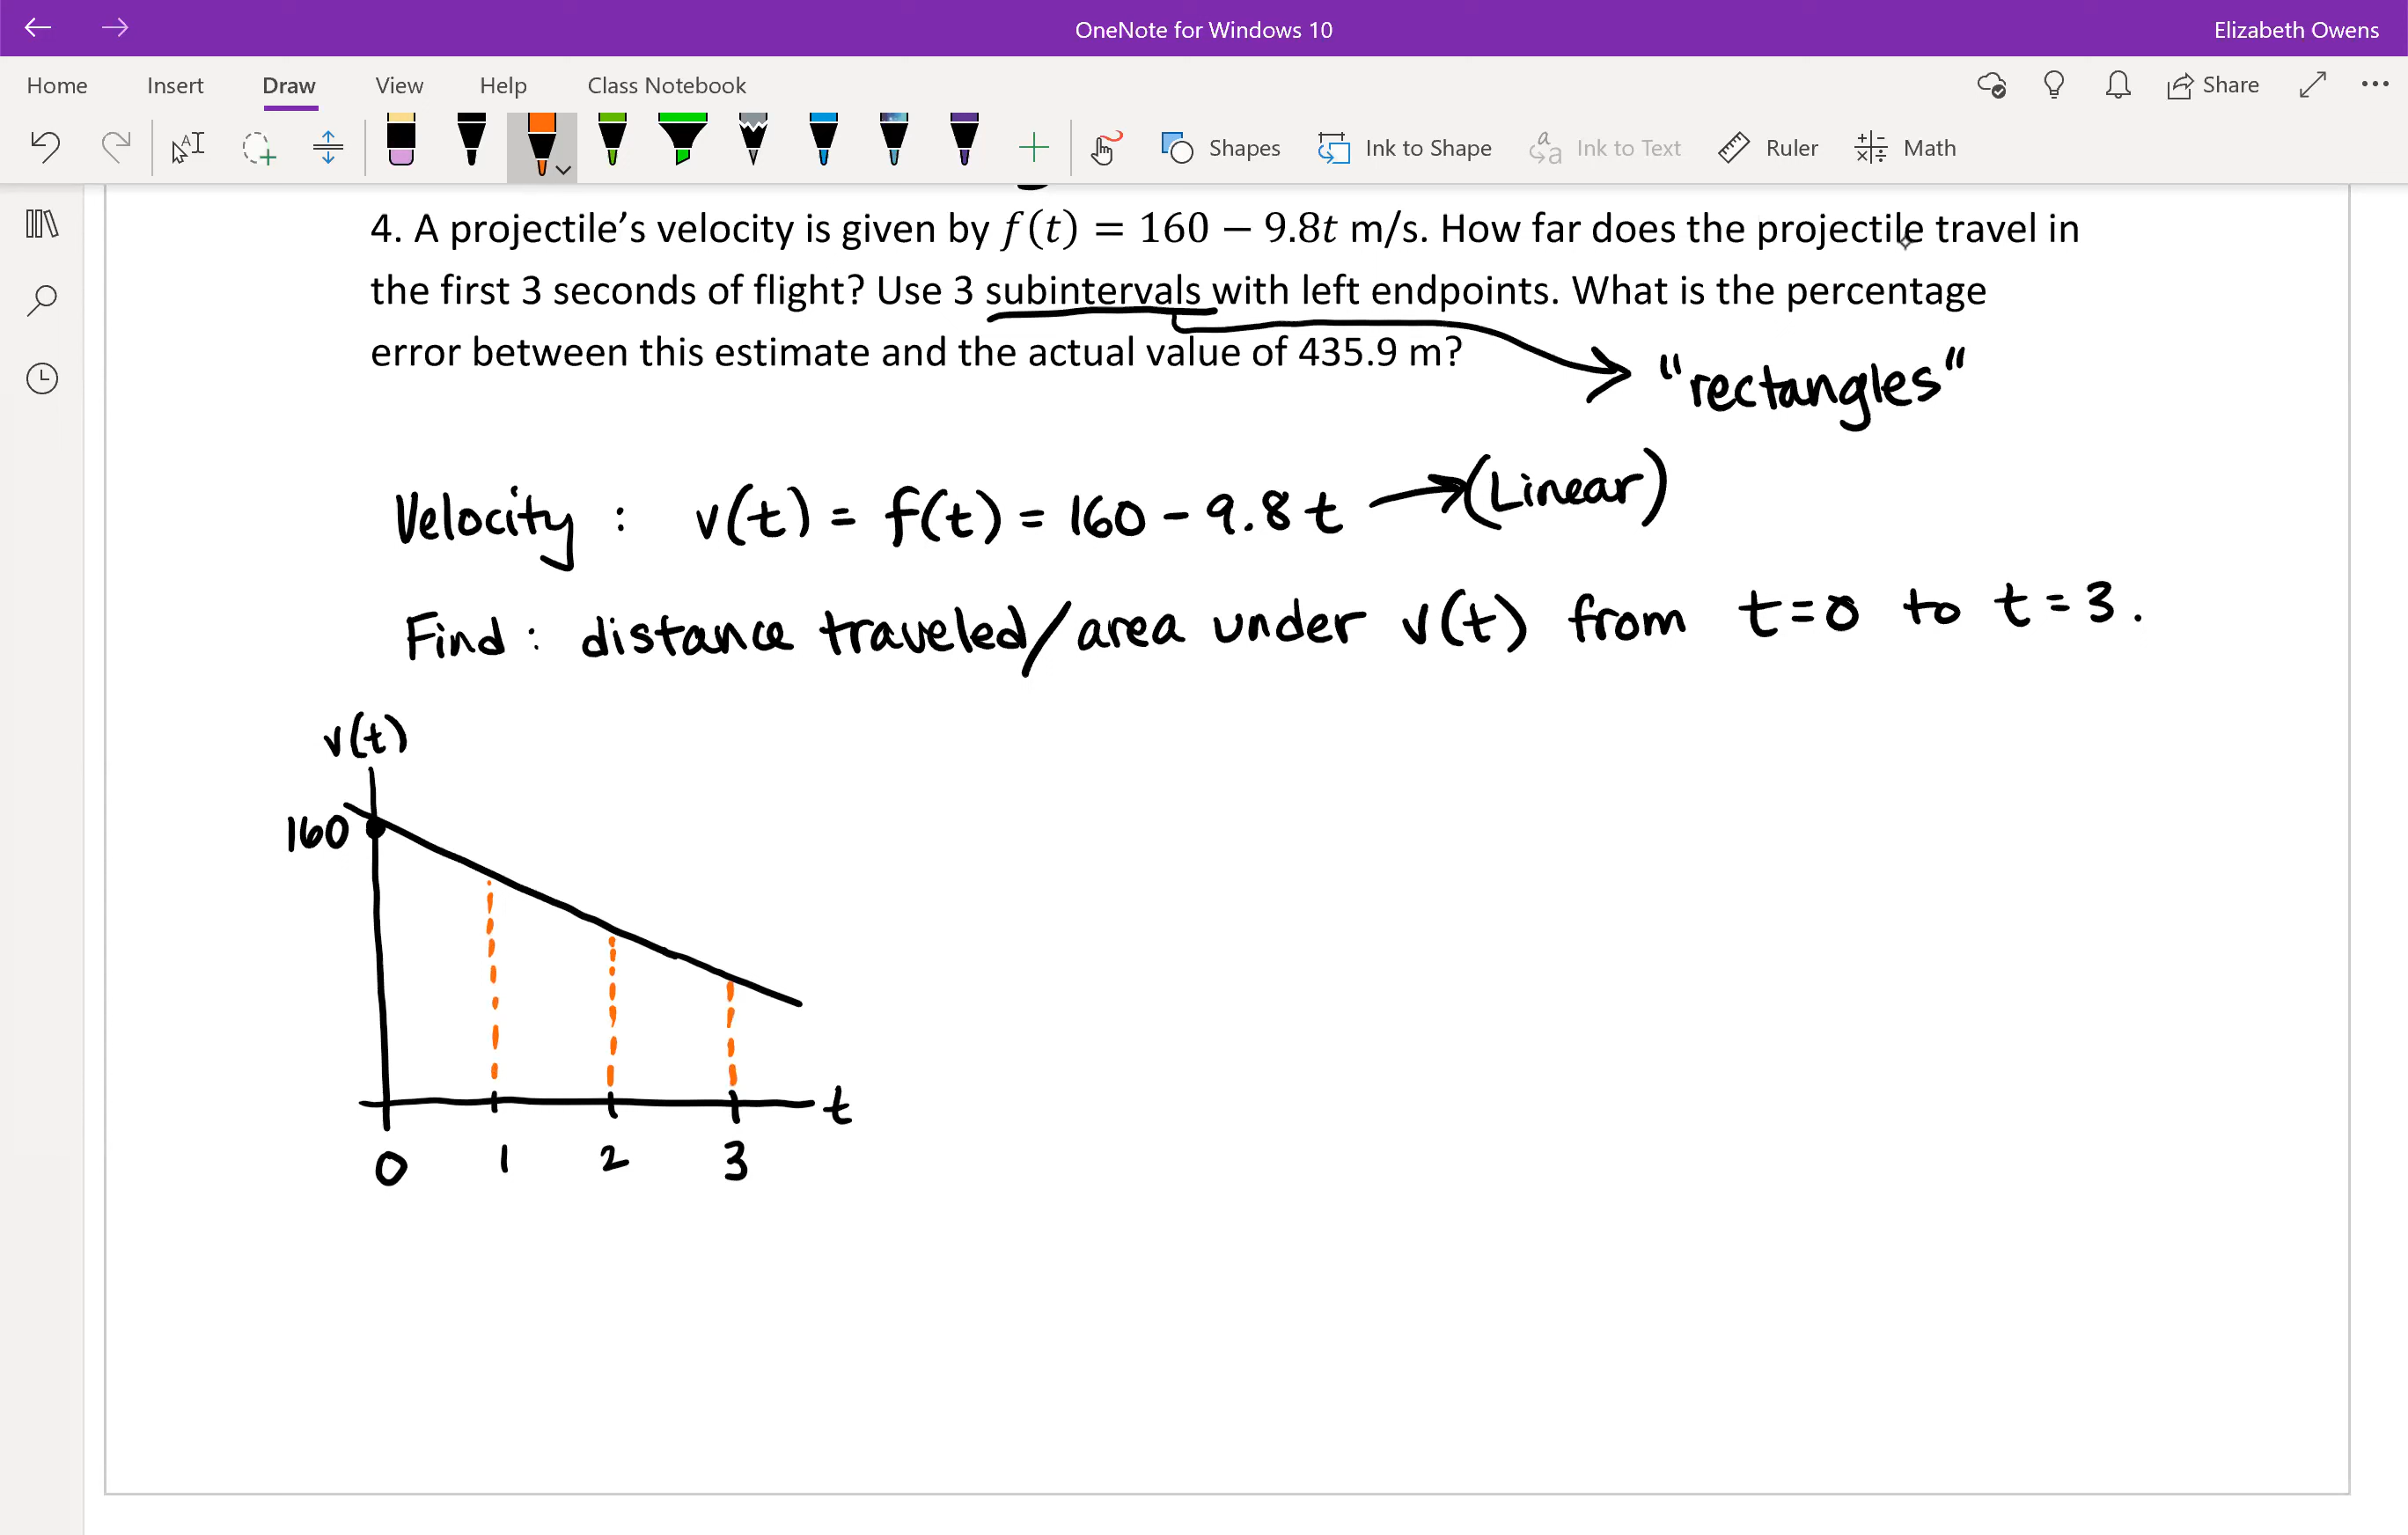 OneNote for Windows 10
Elizabeth Owens
Home Insert Draw View Help Class Notebook
Share
Shapes Ink to Shape Ink to Text Ruler Math
4. A projectile's velocity is given by f(t) = 160 − 9.8t m/s. How far does the projectile travel in
the first 3 seconds of flight? Use 3 subintervals with left endpoints. What is the percentage
error between this estimate and the actual value of 435.9 m?
"rectangles"
Velocity : v(t) = f(t) = 160 - 9.8t → (Linear)
Find : distance traveled/area under v(t) from t=0 to t=3.
v(t)
160
t
0 1 2 3